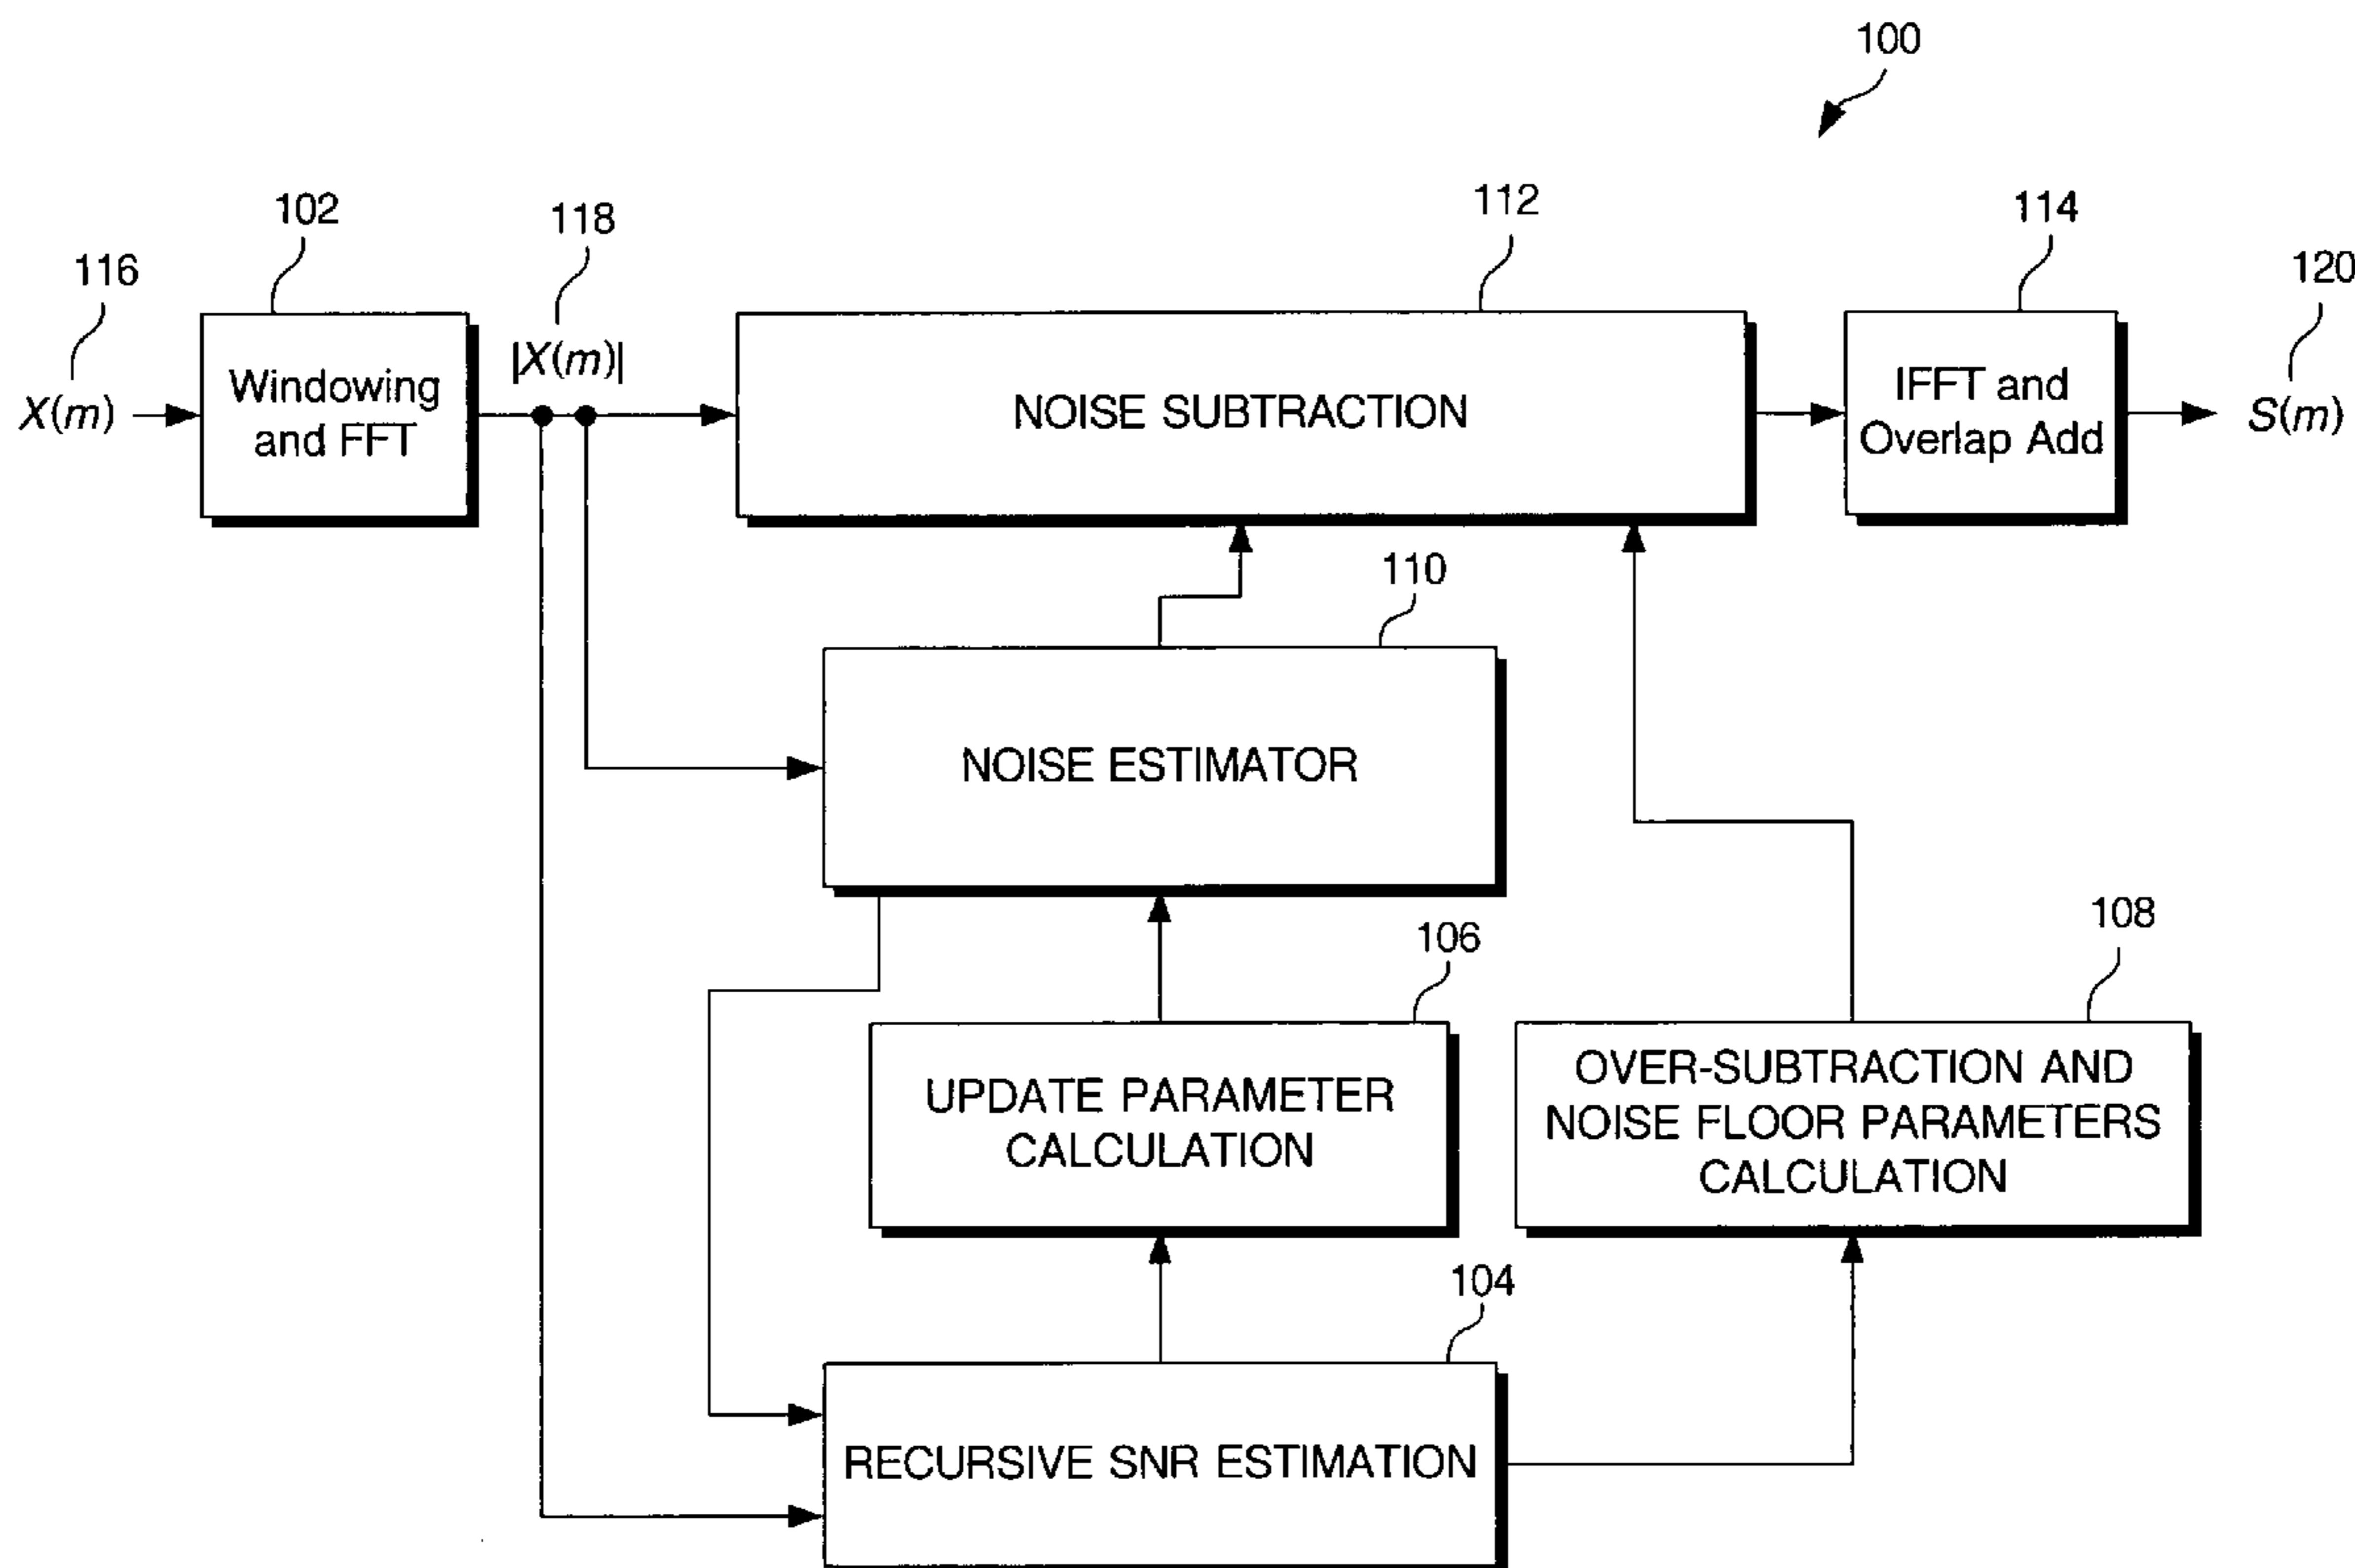 100
102
118
112
114
116
120
|X(m)|
X(m)
Windowing
and FFT
NOISE SUBTRACTION
IFFT and
Overlap Add
S(m)
110
NOISE ESTIMATOR
106
108
UPDATE PARAMETER
CALCULATION
OVER-SUBTRACTION AND
NOISE FLOOR PARAMETERS
CALCULATION
104
RECURSIVE SNR ESTIMATION